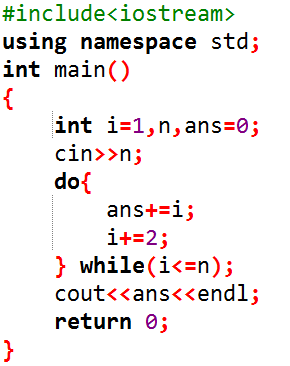 #include<iostream>
using namespace std;
int main()
{
    int i=1,n,ans=0;
    cin>>n;
    do{
        ans+=i;
        i+=2;
    } while(i<=n);
    cout<<ans<<endl;
    return 0;
}